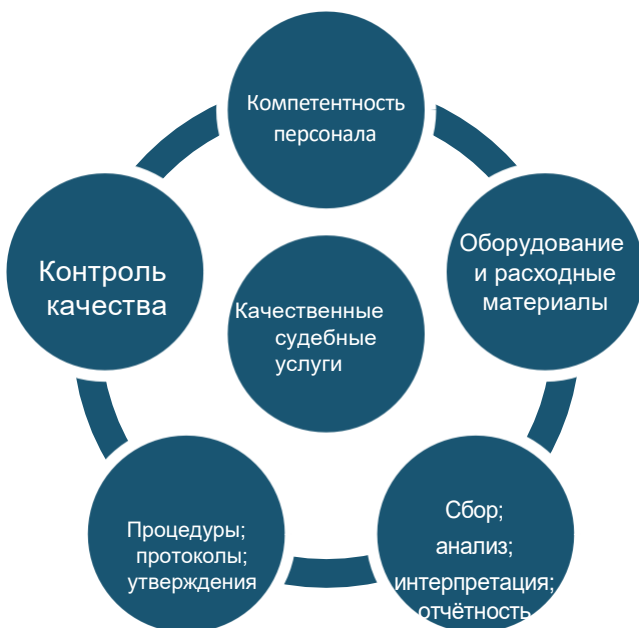 Компетентность
персонала
Оборудование
и расходные
материалы
Контроль
качества
Качественные
судебные
услуги
Процедуры;
протоколы;
утверждения
Сбор;
анализ;
интерпретация;
отчётность